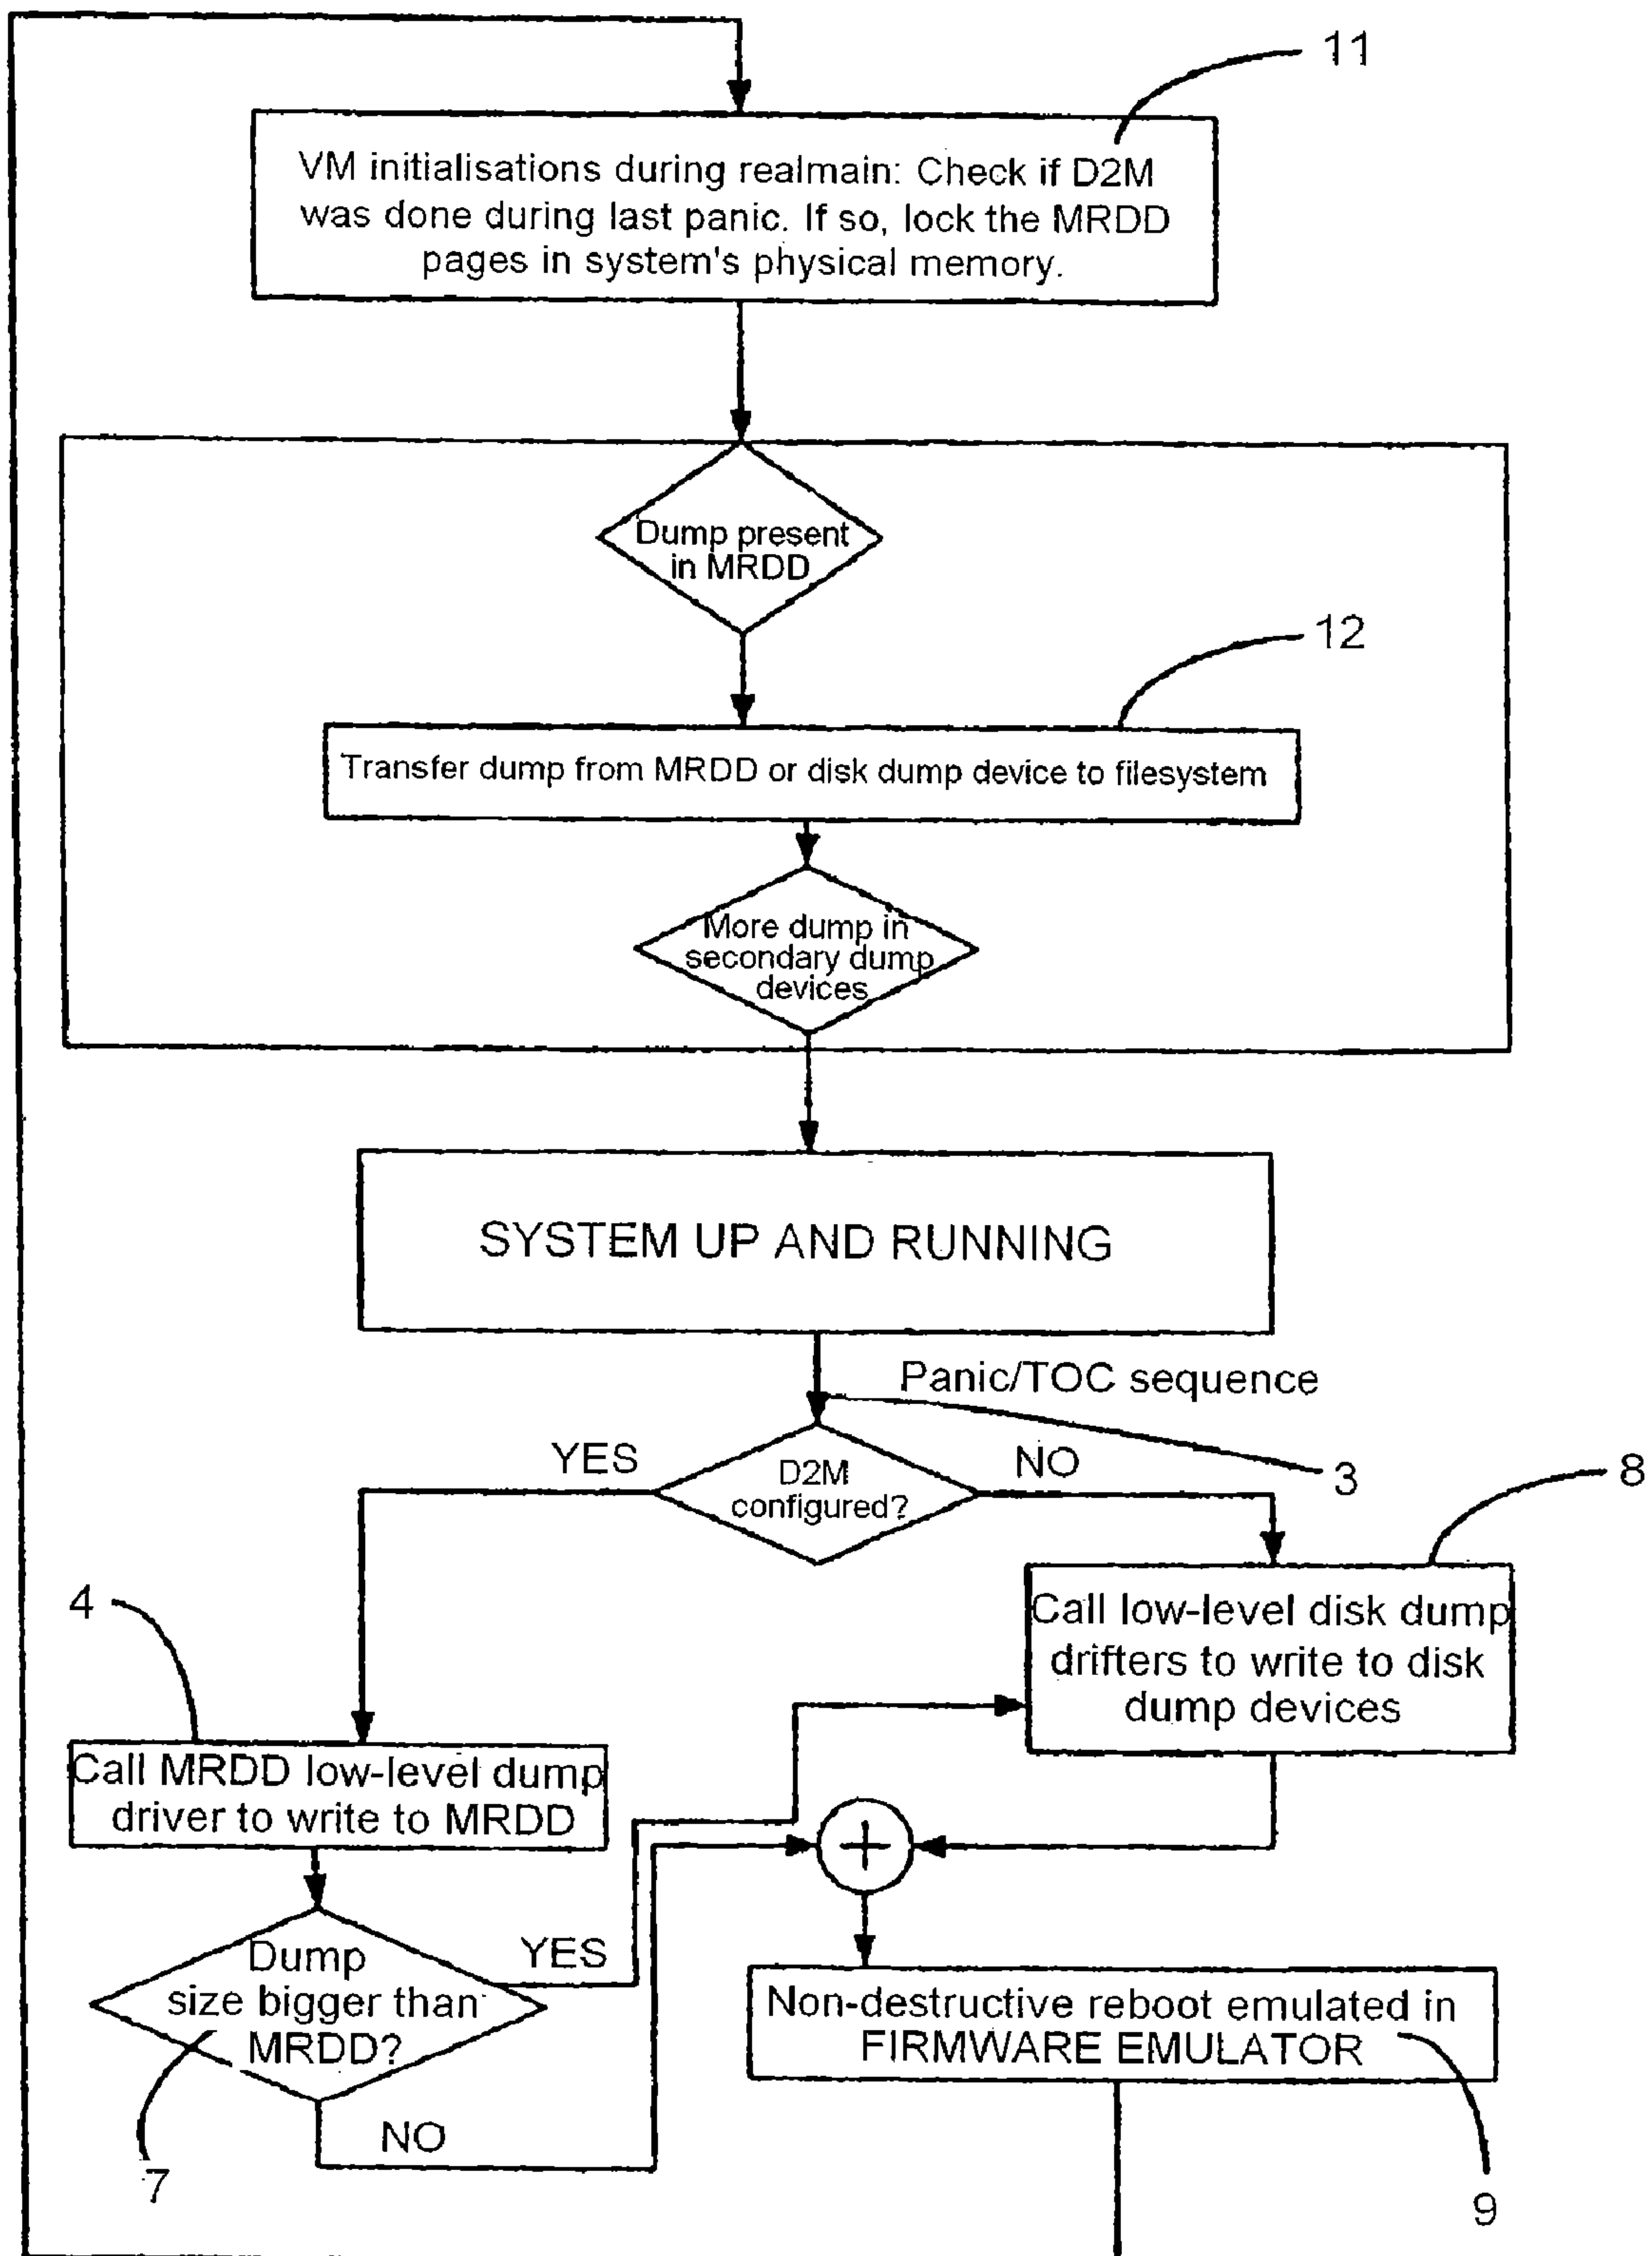 11
VM initialisations during realmain: Check if D2M
was done during last panic. If so, lock the MRDD
pages in system's physical memory.
Dump present
in MRDD
12
Transfer dump from MRDD or disk dump device to filesystem
More dump in
secondary dump
devices
SYSTEM UP AND RUNNING
Panic/TOC sequence
YES
D2M
configured?
NO
3
8
Call low-level disk dump
drifters to write to disk
dump devices
4
Call MRDD low-level dump
driver to write to MRDD
Dump
size bigger than
MRDD?
YES
NO
7
Non-destructive reboot emulated in
FIRMWARE EMULATOR
9